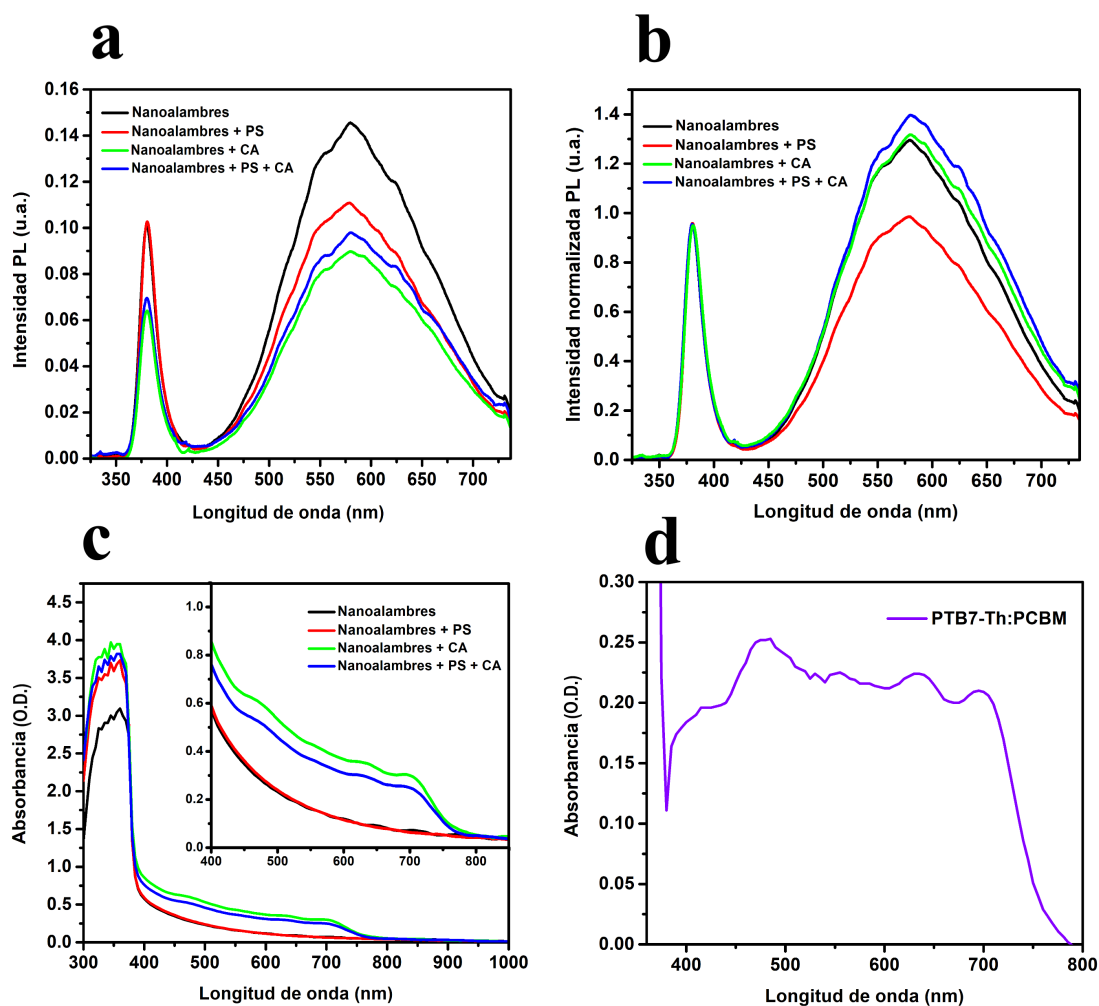 a
0.16
0.14
0.12
0.10
0.08
0.06
0.04
0.02
0.00
Intensidad PL (u.a.)
Nanoalambres
Nanoalambres + PS
Nanoalambres + CA
Nanoalambres + PS + CA
350 400 450 500 550 600 650 700
Longitud de onda (nm)
b
1.4
1.2
1.0
0.8
0.6
0.4
0.2
0.0
Intensidad normalizada PL (u.a.)
Nanoalambres
Nanoalambres + PS
Nanoalambres + CA
Nanoalambres + PS + CA
350 400 450 500 550 600 650 700
Longitud de onda (nm)
c
4.5
4.0
3.5
3.0
2.5
2.0
1.5
1.0
0.5
0.0
Absorbancia (O.D.)
1.0
0.8
0.6
0.4
0.2
0.0
Nanoalambres
Nanoalambres + PS
Nanoalambres + CA
Nanoalambres + PS + CA
400 500 600 700 800
300 400 500 600 700 800 900 1000
Longitud de onda (nm)
d
0.30
0.25
0.20
0.15
0.10
0.05
0.00
Absorbancia (O.D.)
PTB7-Th:PCBM
400 500 600 700 800
Longitud de onda (nm)